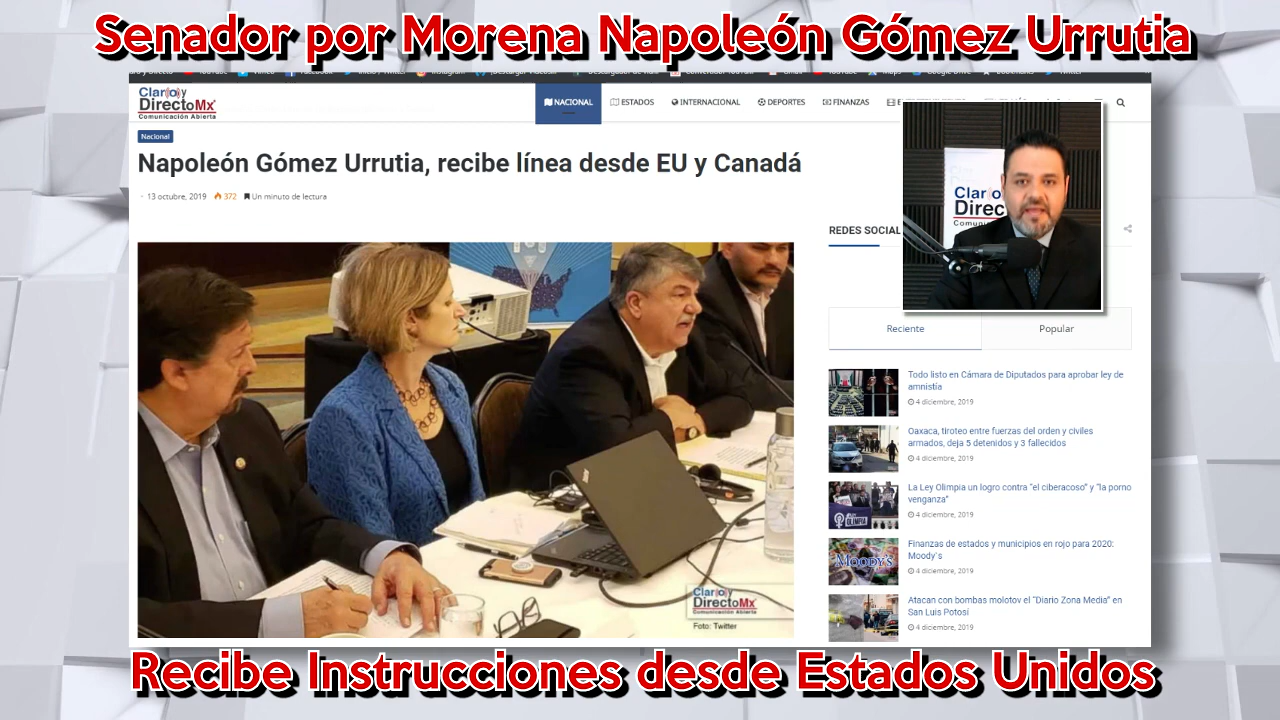 Senador por Morena Napoleón Gómez Urrutia
Claro y
DirectoMx
Comunicación Abierta
NACIONAL
ESTADOS
INTERNACIONAL
DEPORTES
FINANZAS
Nacional
Napoleón Gómez Urrutia, recibe línea desde EU y Canadá
13 octubre, 2019 372 Un minuto de lectura
REDES SOCIAL
Reciente
Popular
Todo listo en Cámara de Diputados para aprobar ley de
amnistía
4 diciembre, 2019
Oaxaca, tiroteo entre fuerzas del orden y civiles
armados, deja 5 detenidos y 3 fallecidos
4 diciembre, 2019
La Ley Olimpia un logro contra "el ciberacoso" y "la porno
venganza"
4 diciembre, 2019
MOODY'S
Finanzas de estados y municipios en rojo para 2020:
Moody´s
4 diciembre, 2019
Atacan con bombas molotov el "Diario Zona Media" en
San Luis Potosí
4 diciembre, 2019
Claro y
DirectoMx
Comunicación Abierta
Foto: Twitter
Recibe Instrucciones desde Estados Unidos